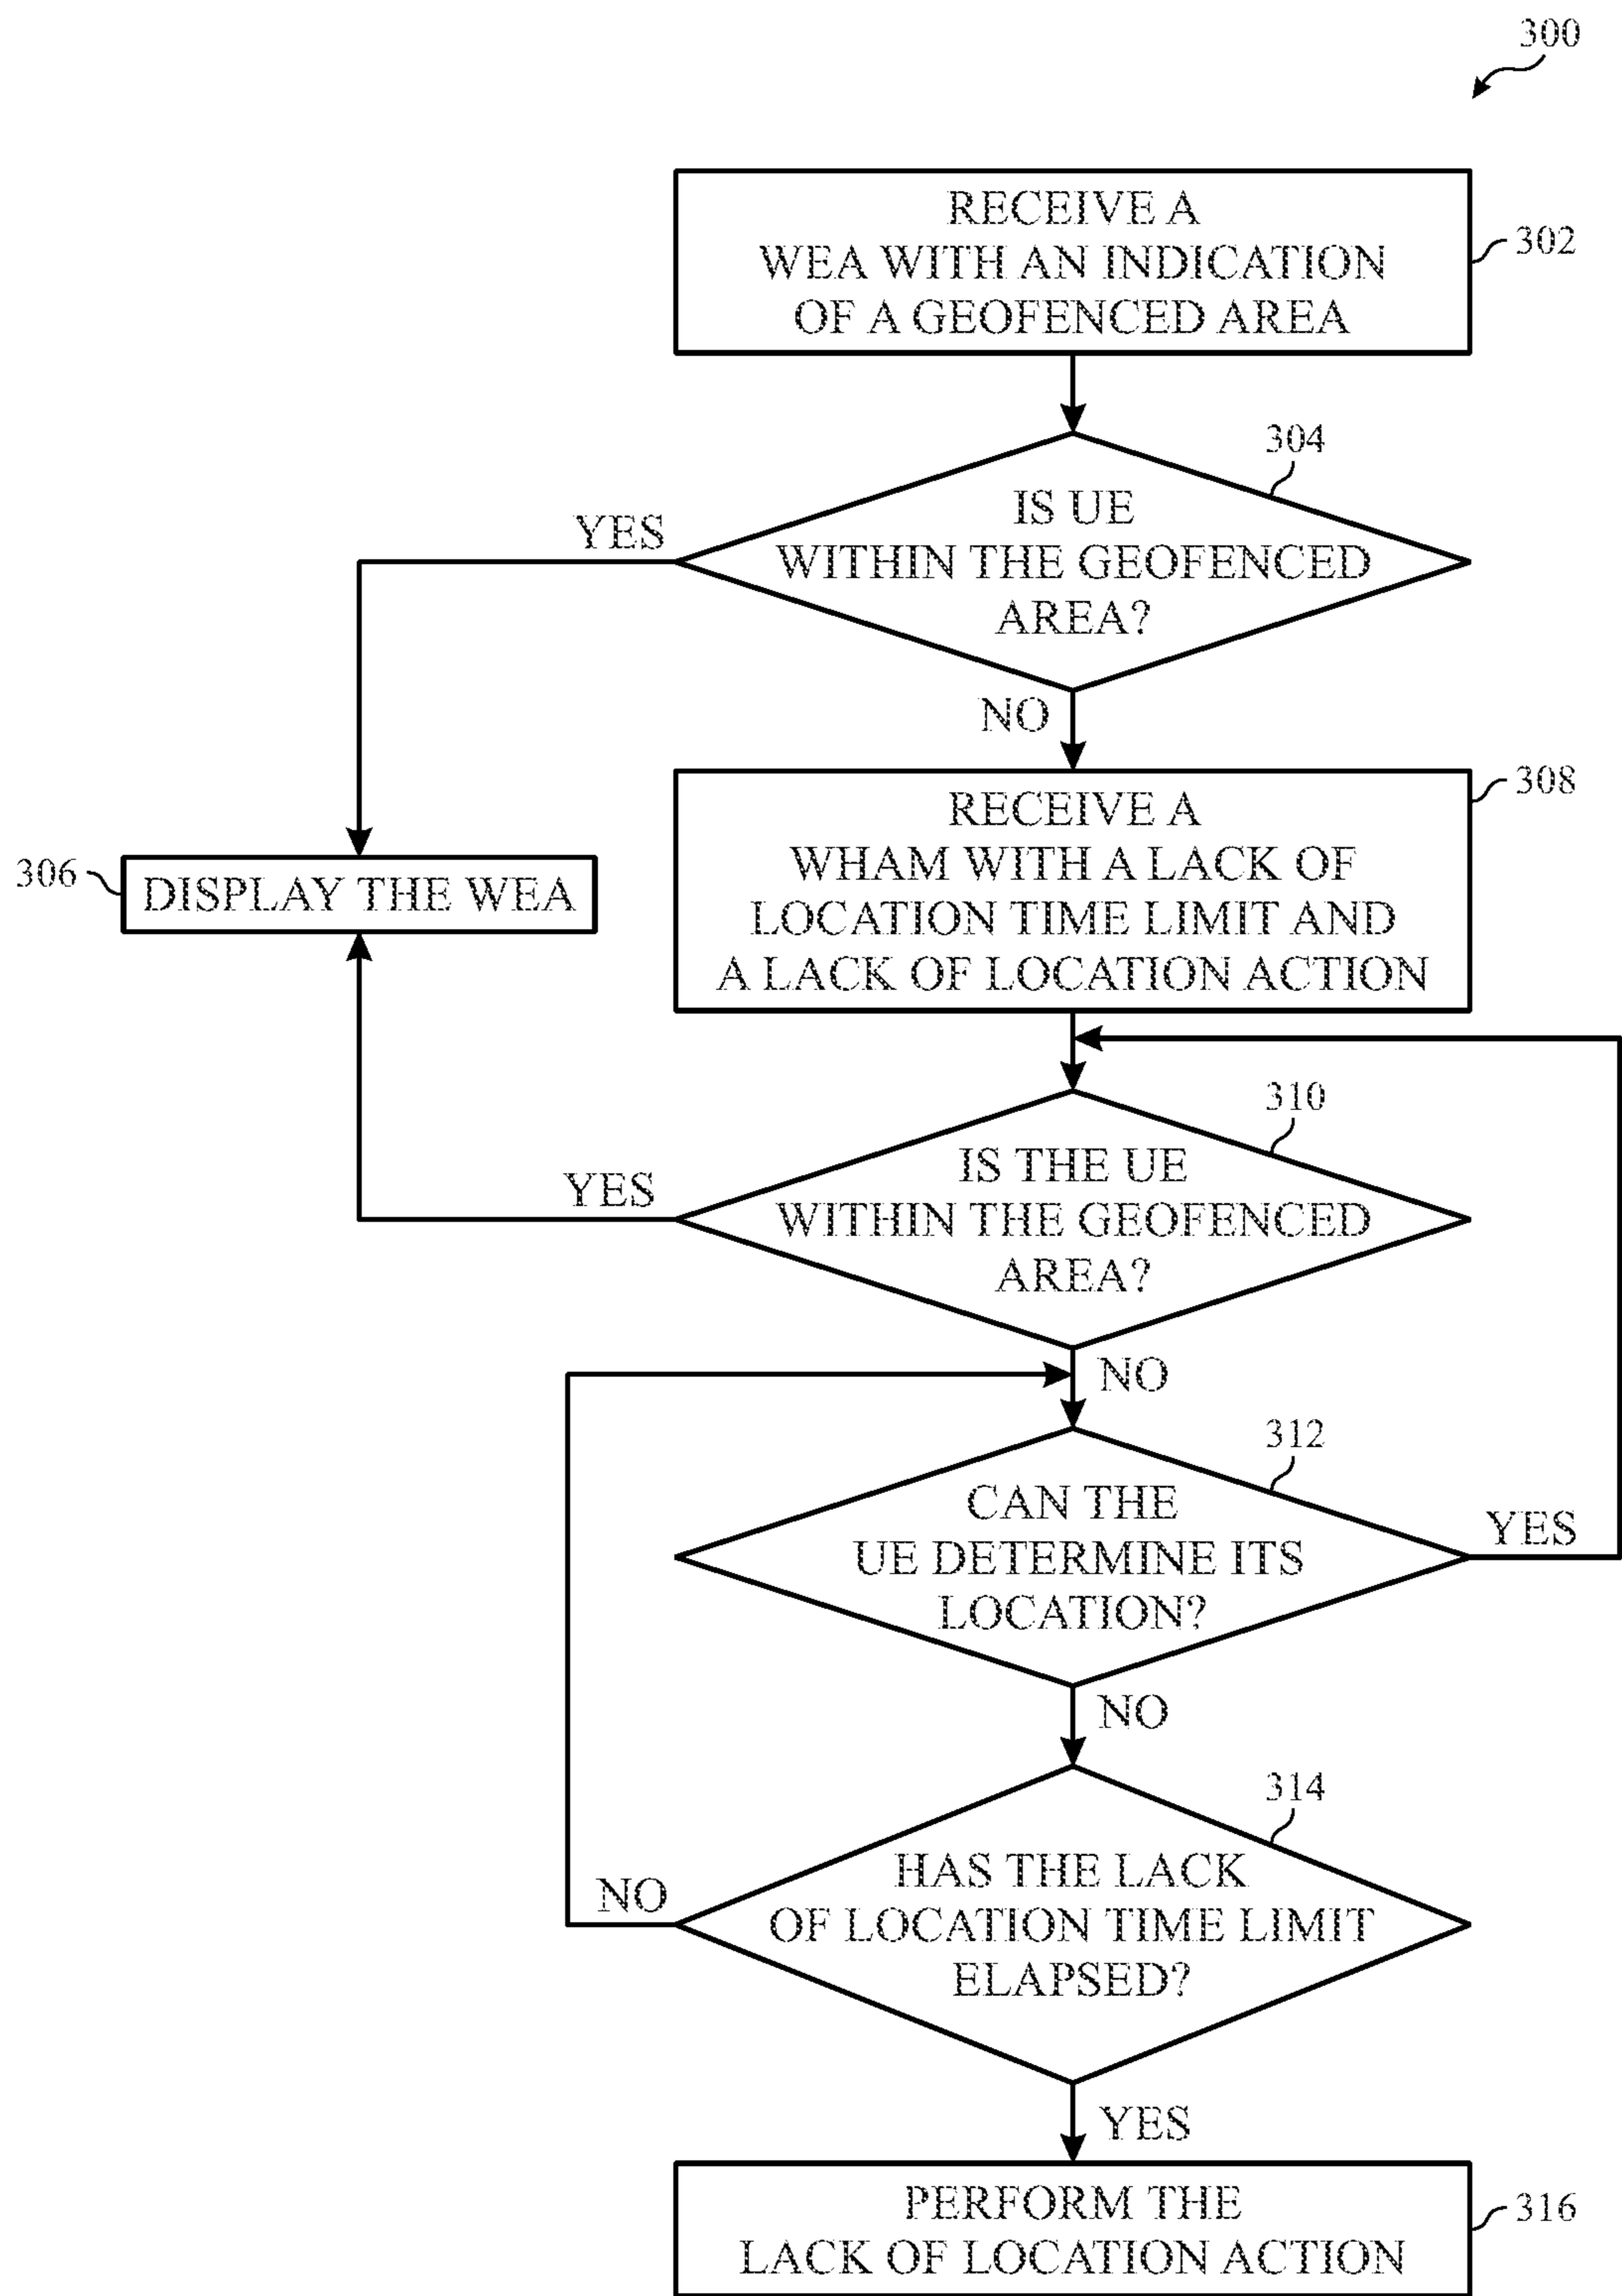 300
RECEIVE A
WEA WITH AN INDICATION
OF A GEOFENCED AREA
302
304
IS UE
WITHIN THE GEOFENCED
AREA?
YES
NO
RECEIVE A
WHAM WITH A LACK OF
LOCATION TIME LIMIT AND
A LACK OF LOCATION ACTION
308
306
DISPLAY THE WEA
310
IS THE UE
WITHIN THE GEOFENCED
AREA?
YES
NO
312
CAN THE
UE DETERMINE ITS
LOCATION?
YES
NO
314
HAS THE LACK
OF LOCATION TIME LIMIT
ELAPSED?
NO
YES
PERFORM THE
LACK OF LOCATION ACTION
316